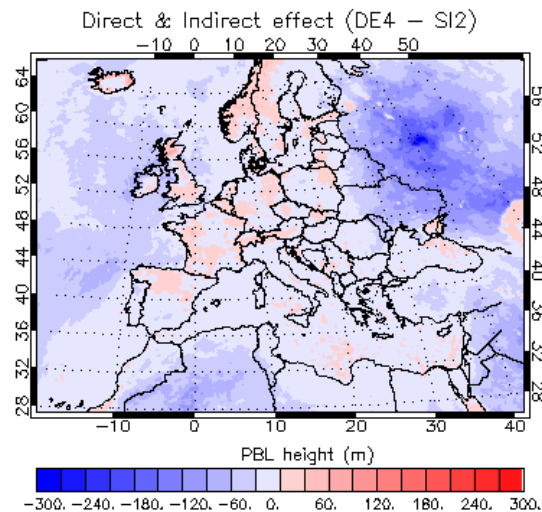 Direct & Indirect effect (DE4 − SI2)
−10 0 10 20 30 40 50
64 56
60 52
56 48
52 44
48 40
44 36
40 32
36 28
32
28
−10 0 10 20 30 40
PBL height (m)
−300. −240. −180. −120. −60. 0. 60. 120. 180. 240. 300.